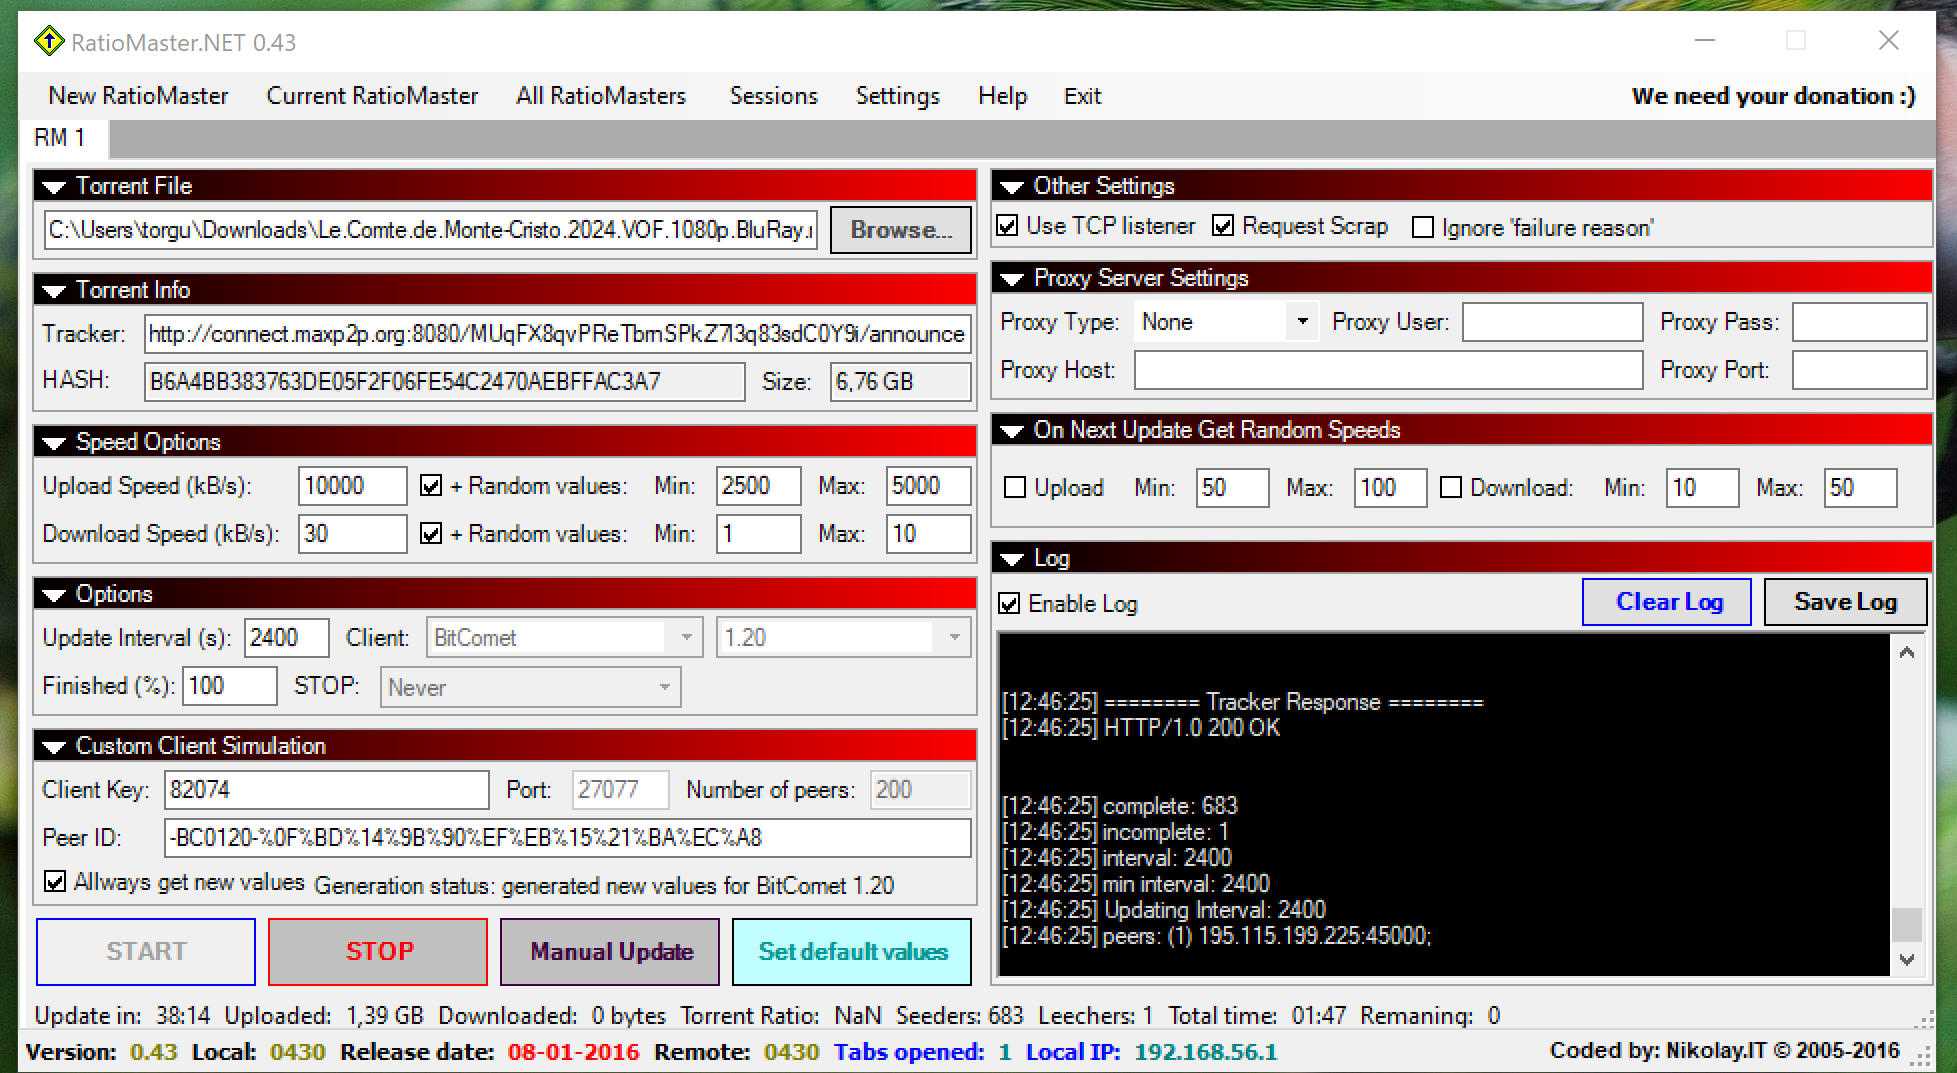 RatioMaster.NET 0.43
New RatioMaster Current RatioMaster All RatioMasters Sessions Settings Help Exit We need your donation :)
RM 1
Torrent File
C:\Users\torgu\Downloads\Le.Comte.de.Monte-Cristo.2024.VOF.1080p.BluRay. Browse...
Torrent Info
Tracker: http://connect.maxp2p.org:8080/MUqFX8qvPReTbmSPkZ7l3q83sdC0Y9i/announce
HASH: B6A4BB383763DE05F2F06FE54C2470AEBFFAC3A7 Size: 6,76 GB
Speed Options
Upload Speed (kB/s): 10000 + Random values: Min: 2500 Max: 5000
Download Speed (kB/s): 30 + Random values: Min: 1 Max: 10
Options
Update Interval (s): 2400 Client: BitComet 1.20
Finished (%): 100 STOP: Never
Custom Client Simulation
Client Key: 82074 Port: 27077 Number of peers: 200
Peer ID: -BC0120-%0F%BD%14%9B%90%EF%EB%15%21%BA%EC%A8
Allways get new values Generation status: generated new values for BitComet 1.20
START STOP Manual Update Set default values
Other Settings
Use TCP listener Request Scrap Ignore 'failure reason'
Proxy Server Settings
Proxy Type: None Proxy User: Proxy Pass:
Proxy Host: Proxy Port:
On Next Update Get Random Speeds
Upload Min: 50 Max: 100 Download: Min: 10 Max: 50
Log
Enable Log Clear Log Save Log
[12:46:25] ======== Tracker Response ========
[12:46:25] HTTP/1.0 200 OK
[12:46:25] complete: 683
[12:46:25] incomplete: 1
[12:46:25] interval: 2400
[12:46:25] min interval: 2400
[12:46:25] Updating Interval: 2400
[12:46:25] peers: (1) 195.115.199.225:45000;
Update in: 38:14 Uploaded: 1,39 GB Downloaded: 0 bytes Torrent Ratio: NaN Seeders: 683 Leechers: 1 Total time: 01:47 Remaning: 0
Version: 0.43 Local: 0430 Release date: 08-01-2016 Remote: 0430 Tabs opened: 1 Local IP: 192.168.56.1 Coded by: Nikolay.IT © 2005-2016